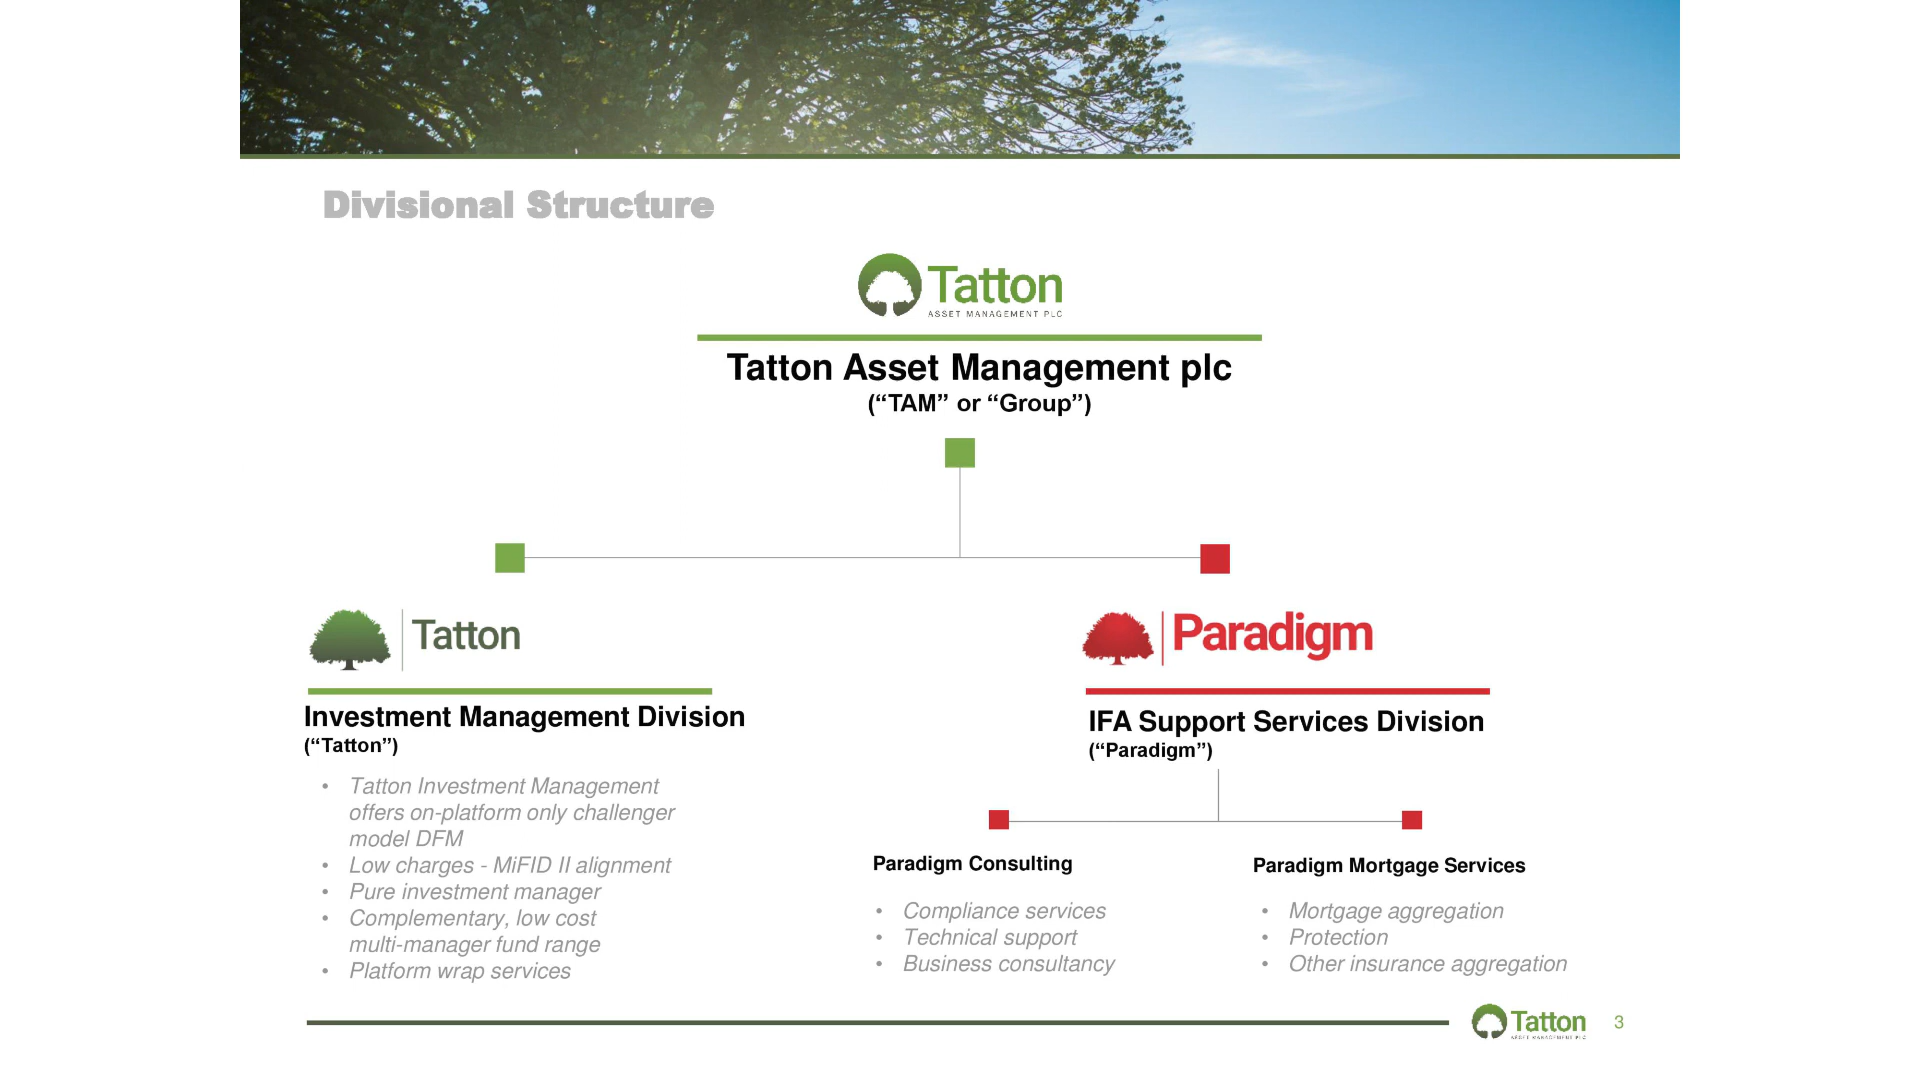 Divisional Structure
Tatton
ASSET MANAGEMENT PLC
Tatton Asset Management plc
(“TAM” or “Group”)
Tatton
Investment Management Division
(“Tatton”)
• Tatton Investment Management
offers on-platform only challenger
model DFM
• Low charges - MiFID II alignment
• Pure investment manager
• Complementary, low cost
multi-manager fund range
• Platform wrap services
Paradigm
IFA Support Services Division
(“Paradigm”)
Paradigm Consulting
• Compliance services
• Technical support
• Business consultancy
Paradigm Mortgage Services
• Mortgage aggregation
• Protection
• Other insurance aggregation
Tatton
ASSET MANAGEMENT PLC
3